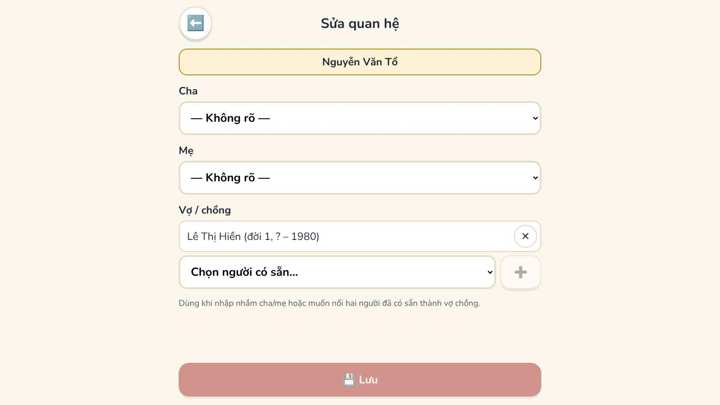 Sửa quan hệ
Nguyễn Văn Tổ
Cha
— Không rõ —
Mẹ
— Không rõ —
Vợ / chồng
Lê Thị Hiền (đời 1, ? – 1980)
Chọn người có sẵn...
Dùng khi nhập nhầm cha/mẹ hoặc muốn nối hai người đã có sẵn thành vợ chồng.
Lưu